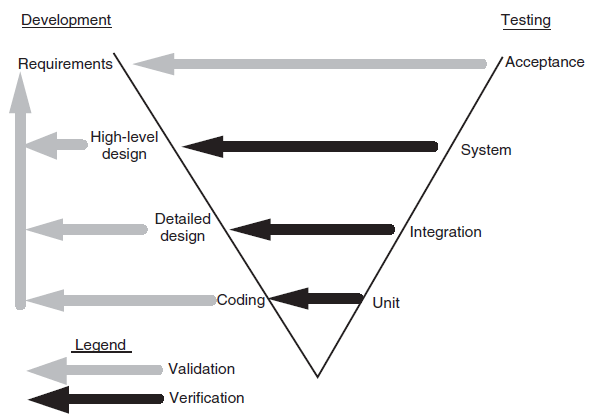 Development
Testing
Requirements
Acceptance
High-level
design
System
Detailed
design
Integration
Coding
Unit
Legend
Validation
Verification